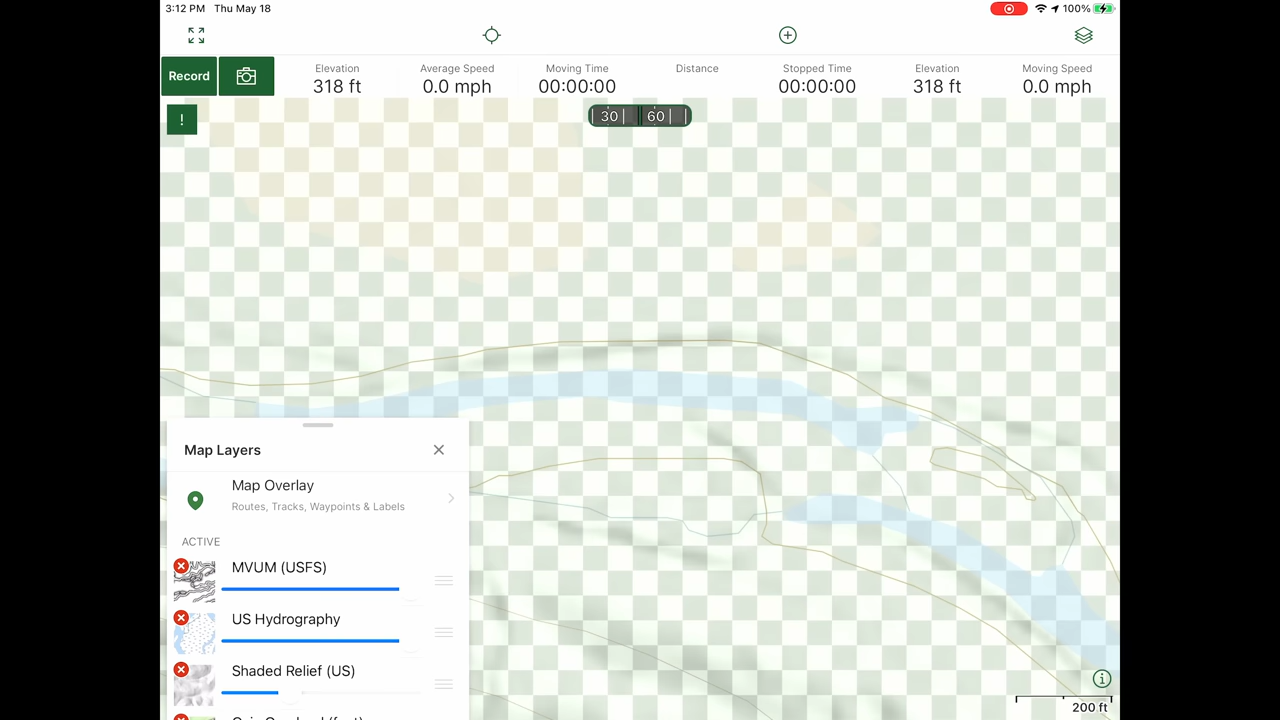 3:12 PM Thu May 18 100%
Record
Elevation
318 ft
Average Speed
0.0 mph
Moving Time
00:00:00
Distance
Stopped Time
00:00:00
Elevation
318 ft
Moving Speed
0.0 mph
!
30 60
Map Layers
Map Overlay
Routes, Tracks, Waypoints & Labels
ACTIVE
MVUM (USFS)
US Hydrography
Shaded Relief (US)
200 ft